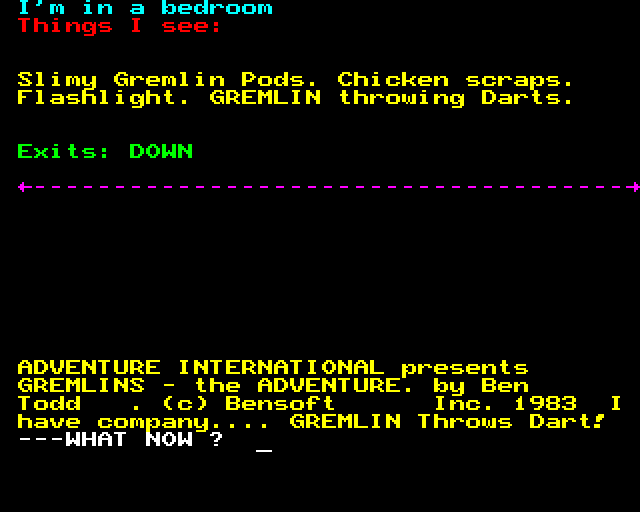 I'm in a bedroom
Things I see:
Slimy Gremlin Pods. Chicken scraps.
Flashlight. GREMLIN throwing Darts.
Exits: DOWN
ADVENTURE INTERNATIONAL presents
GREMLINS - the ADVENTURE. by Ben
Todd   . (c) Bensoft      Inc. 1983  I
have company.... GREMLIN Throws Dart!
---WHAT NOW ?  _